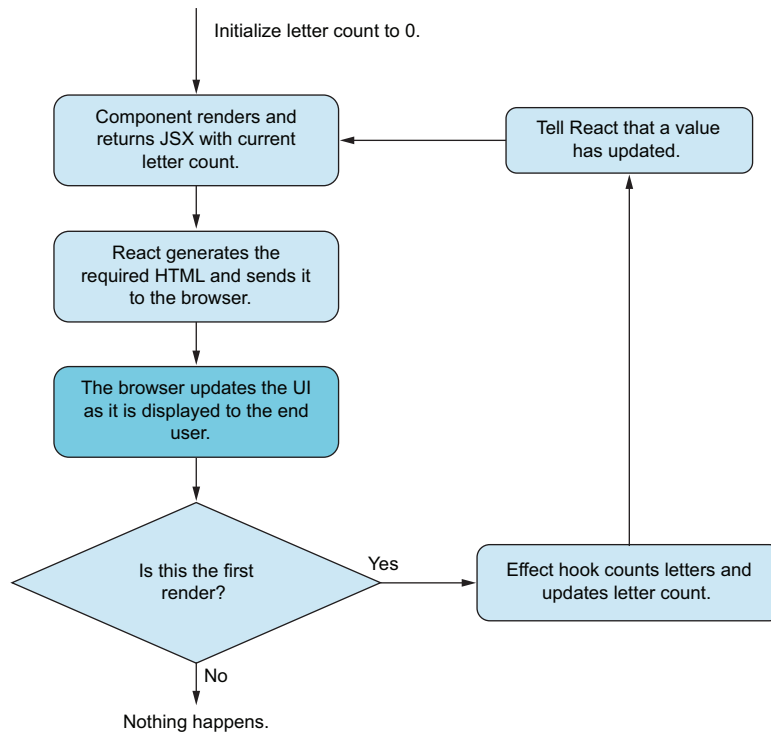 Initialize letter count to 0.
Component renders and
returns JSX with current
letter count.
Tell React that a value
has updated.
React generates the
required HTML and sends it
to the browser.
The browser updates the UI
as it is displayed to the end
user.
Is this the first
render?
Yes
Effect hook counts letters and
updates letter count.
No
Nothing happens.